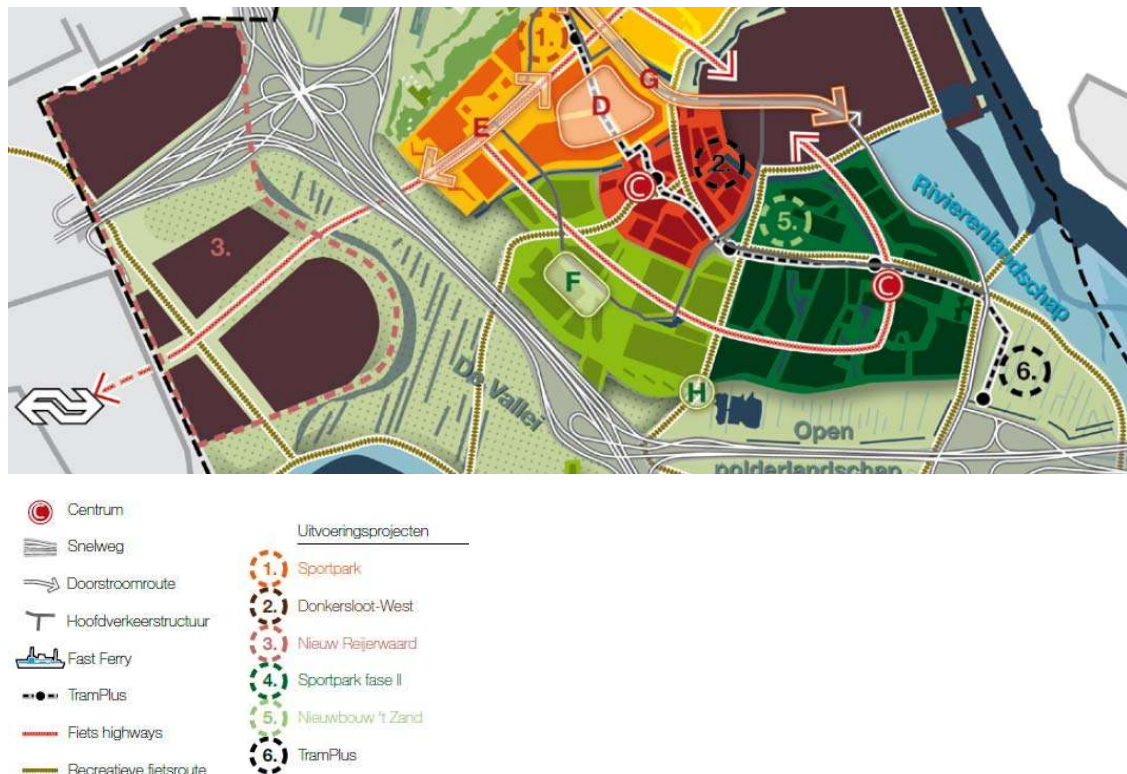 1.
G
D
E
2.
C
5.
Rivierenlandschap
3.
F
C
De Vallei
6.
H
Open
polderlandschap
C Centrum
Snelweg
Doorstroomroute
Hoofdverkeerstructuur
Fast Ferry
TramPlus
Fiets highways
Recreatieve fietsroute
Uitvoeringsprojecten
1. Sportpark
2. Donkersloot-West
3. Nieuw Reijerwaard
4. Sportpark fase II
5. Nieuwbouw 't Zand
6. TramPlus